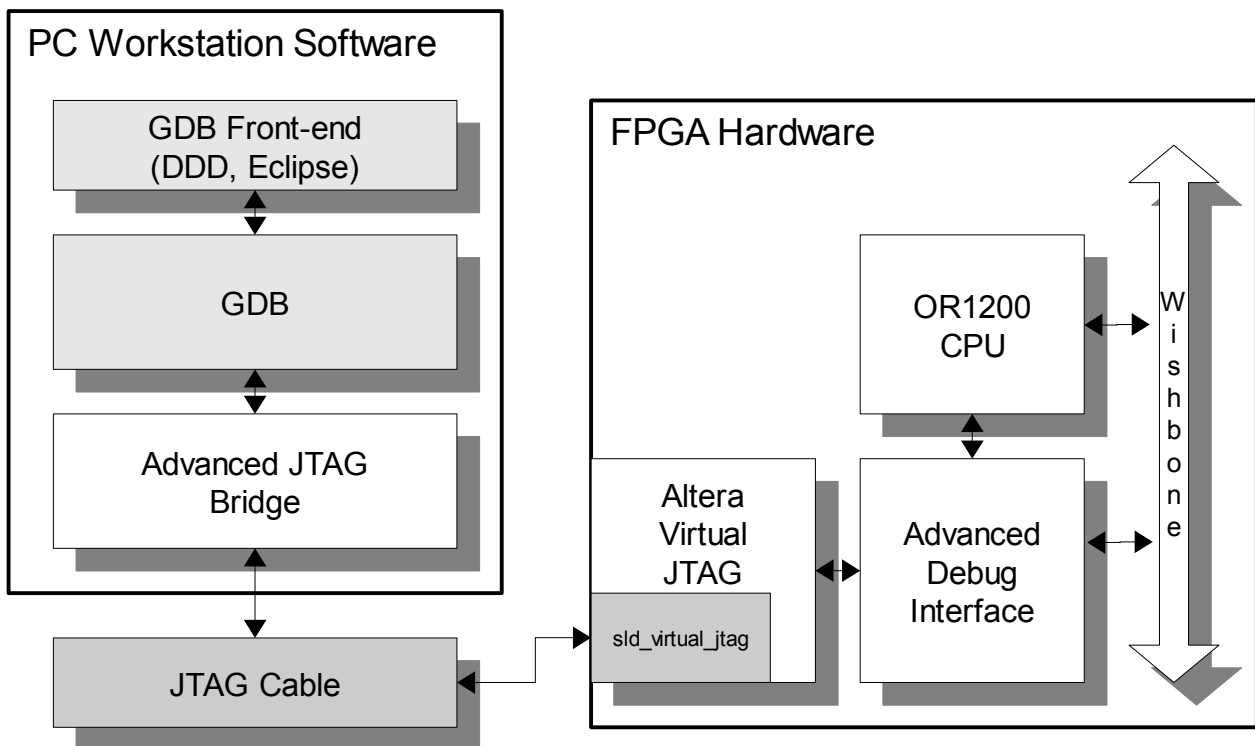 PC Workstation Software
GDB Front-end
(DDD, Eclipse)
GDB
Advanced JTAG
Bridge
JTAG Cable
FPGA Hardware
OR1200
CPU
Altera
Virtual
JTAG
sld_virtual_jtag
Advanced
Debug
Interface
Wishbone